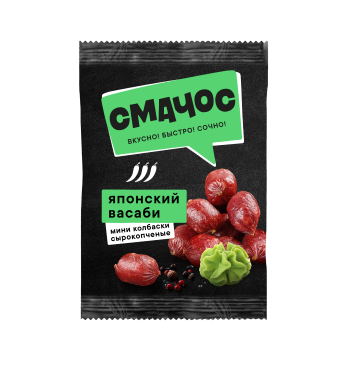 СМАЧОС
ВКУСНО! БЫСТРО! СОЧНО!
ЯПОНСКИЙ
ВАСАБИ
МИНИ КОЛБАСКИ
СЫРОКОПЧЕНЫЕ